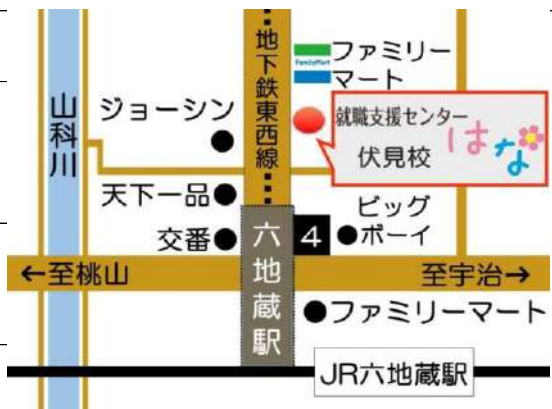 地下鉄東西線
FamilyMart
ファミリー
マート
山科川
ジョーシン
就職支援センター
伏見校
はな
天下一品
ビッグ
ボーイ
交番
六地蔵駅
4
←至桃山
至宇治→
ファミリーマート
JR六地蔵駅